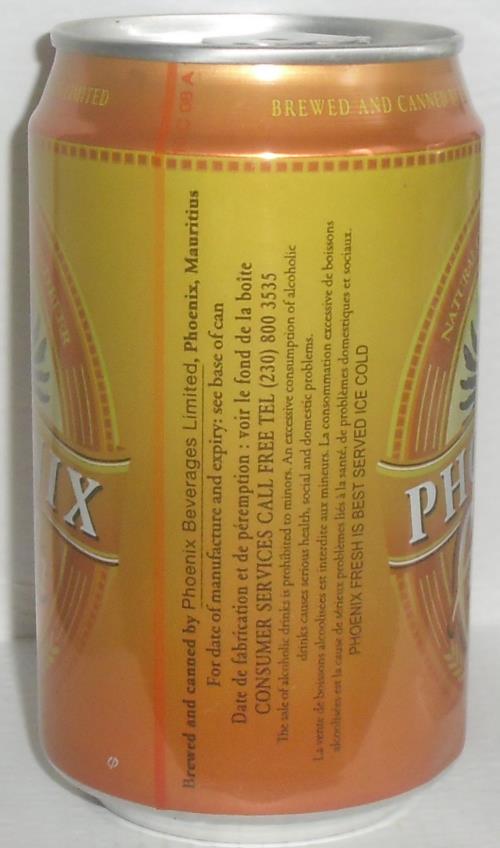 LIMITED
BREWED AND CANNED
Brewed and canned by Phoenix Beverages Limited, Phoenix, Mauritius
For date of manufacture and expiry: see base of can
Date de fabrication et de péremption : voir le fond de la boîte
CONSUMER SERVICES CALL FREE TEL (230) 800 3535
The sale of alcoholic drinks is prohibited to minors. An excessive consumption of alcoholic
drinks causes serious health, social and domestic problems.
La vente de boissons alcoolisées est interdite aux mineurs. La consommation excessive de boissons
alcoolisées est la cause de sérieux problèmes liés à la santé, de problèmes domestiques et sociaux.
PHOENIX FRESH IS BEST SERVED ICE COLD
IX
PH